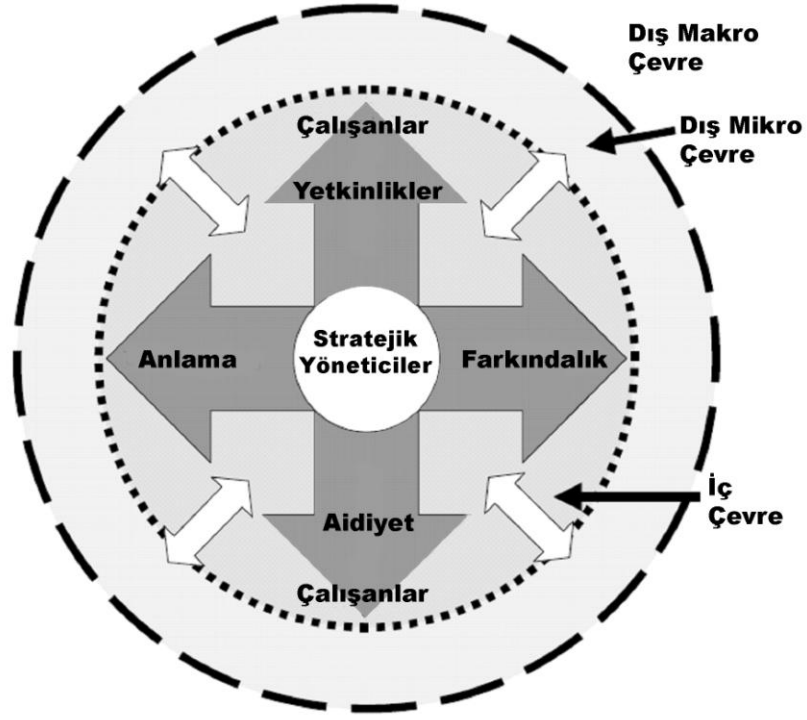 Dış Makro
Çevre
Dış Mikro
Çevre
Çalışanlar
Yetkinlikler
Stratejik
Yöneticiler
Anlama
Farkındalık
İç
Çevre
Aidiyet
Çalışanlar